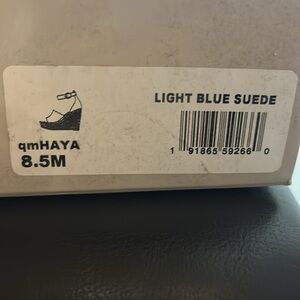 LIGHT BLUE SUEDE
qmHAYA
8.5M
1 91865 59266 0